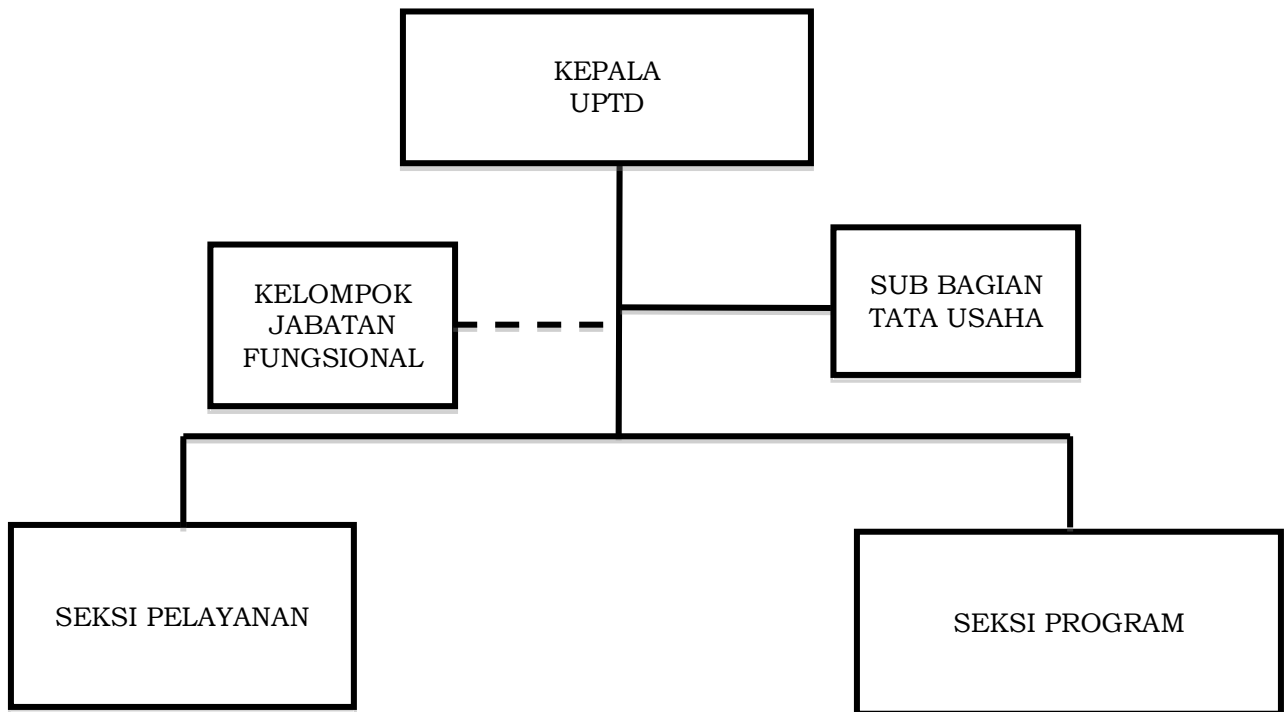 KEPALA
UPTD
KELOMPOK
JABATAN
FUNGSIONAL
SUB BAGIAN
TATA USAHA
SEKSI PELAYANAN
SEKSI PROGRAM